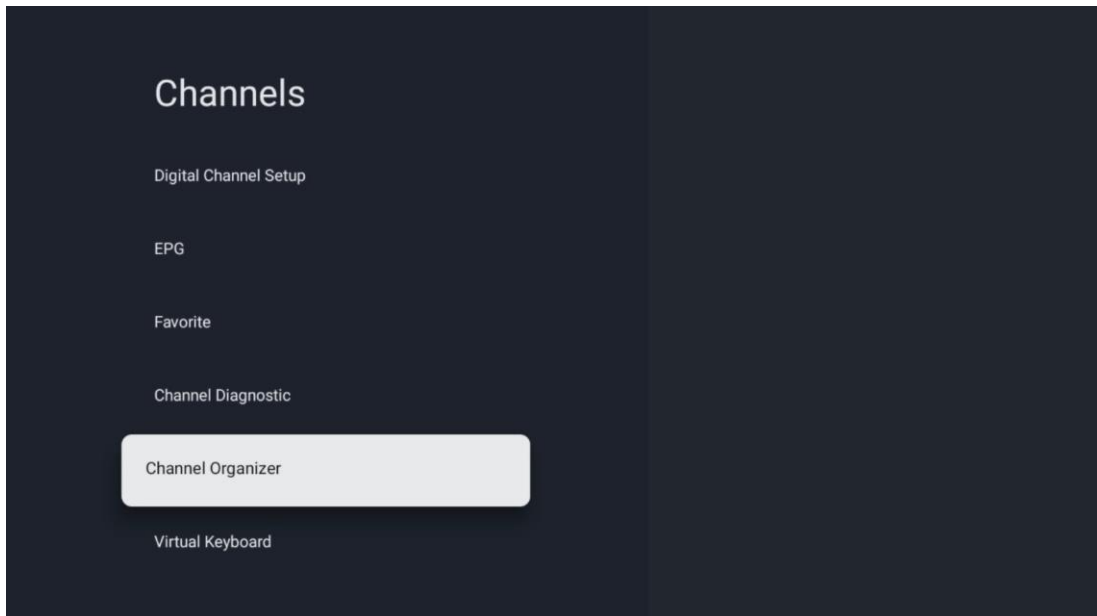 Channels
Digital Channel Setup
EPG
Favorite
Channel Diagnostic
Channel Organizer
Virtual Keyboard